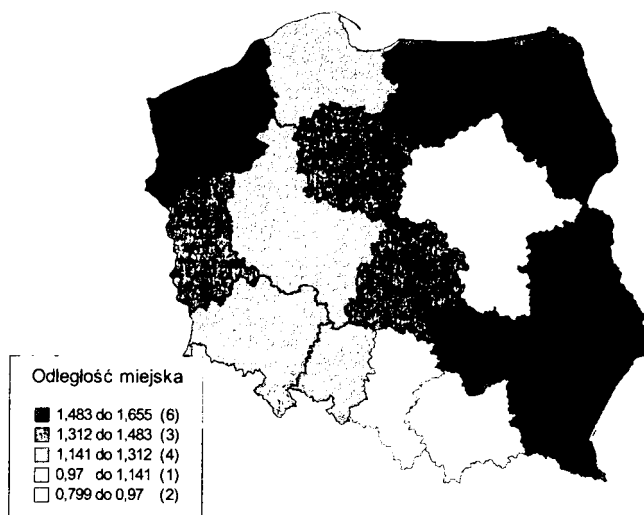 Odległość miejska
1,483 do 1,655 (6)
1,312 do 1,483 (3)
1,141 do 1,312 (4)
0,97 do 1,141 (1)
0,799 do 0,97 (2)